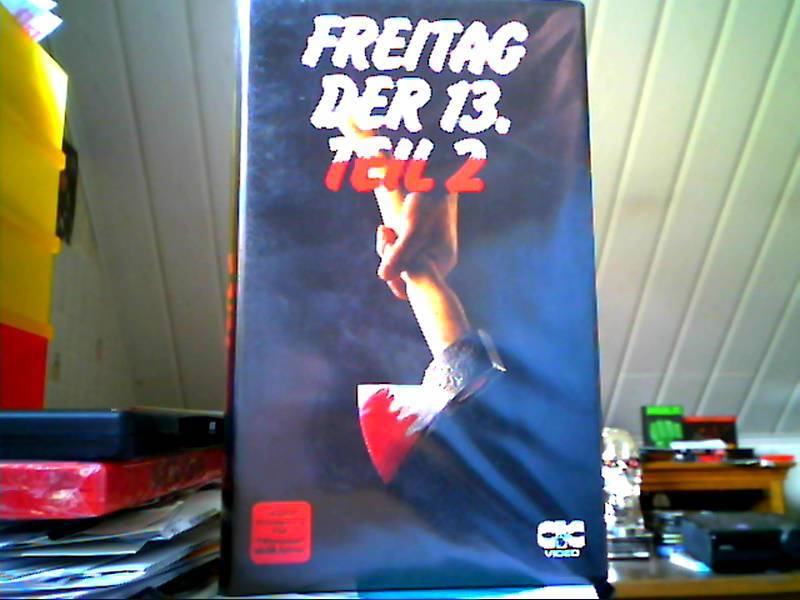 FREITAG
DER 13.
TEIL 2
CIC
VIDEO